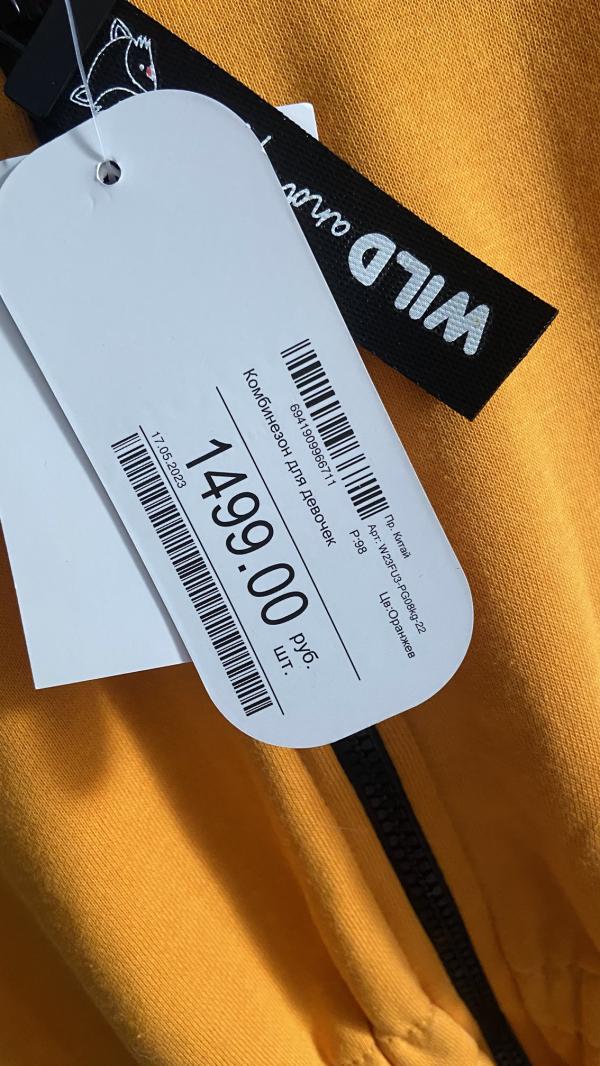 WILD and
6941909966711
Пр. Китай
Арт: W23FU3-PG08kg-22
Р:98
Цв:Оранжев
Комбинезон для девочек
1499.00 руб.
шт.
17.05.2023